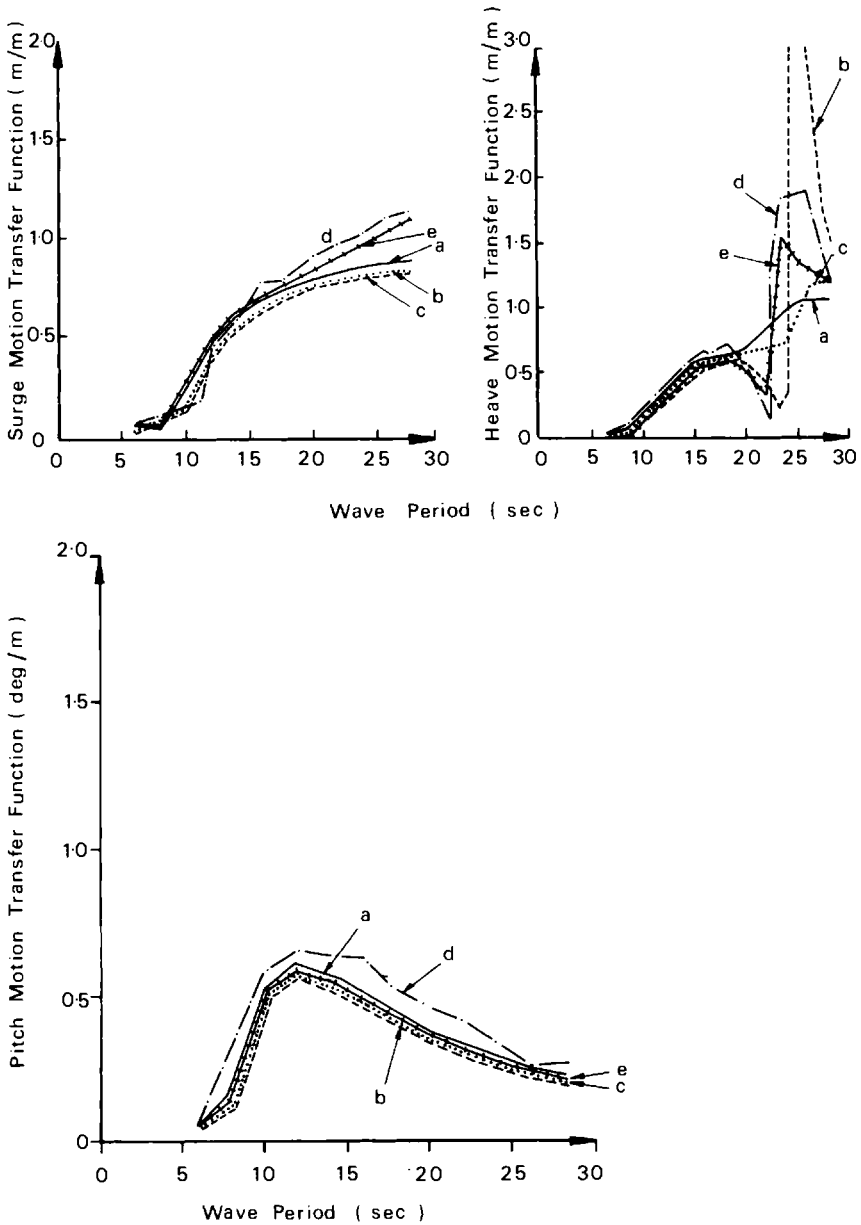 Surge Motion Transfer Function ( m/m )
2·0
1·5
1·0
0·5
0
0 5 10 15 20 25 30
d
e
a
b
c
Heave Motion Transfer Function ( m/m )
3·0
2·5
2·0
1·5
1·0
0·5
0
0 5 10 15 20 25 30
b
d
e
c
a
Wave Period ( sec )
Pitch Motion Transfer Function ( deg/m )
2·0
1·5
1·0
0·5
0
0 5 10 15 20 25 30
a
d
b
e
c
Wave Period ( sec )